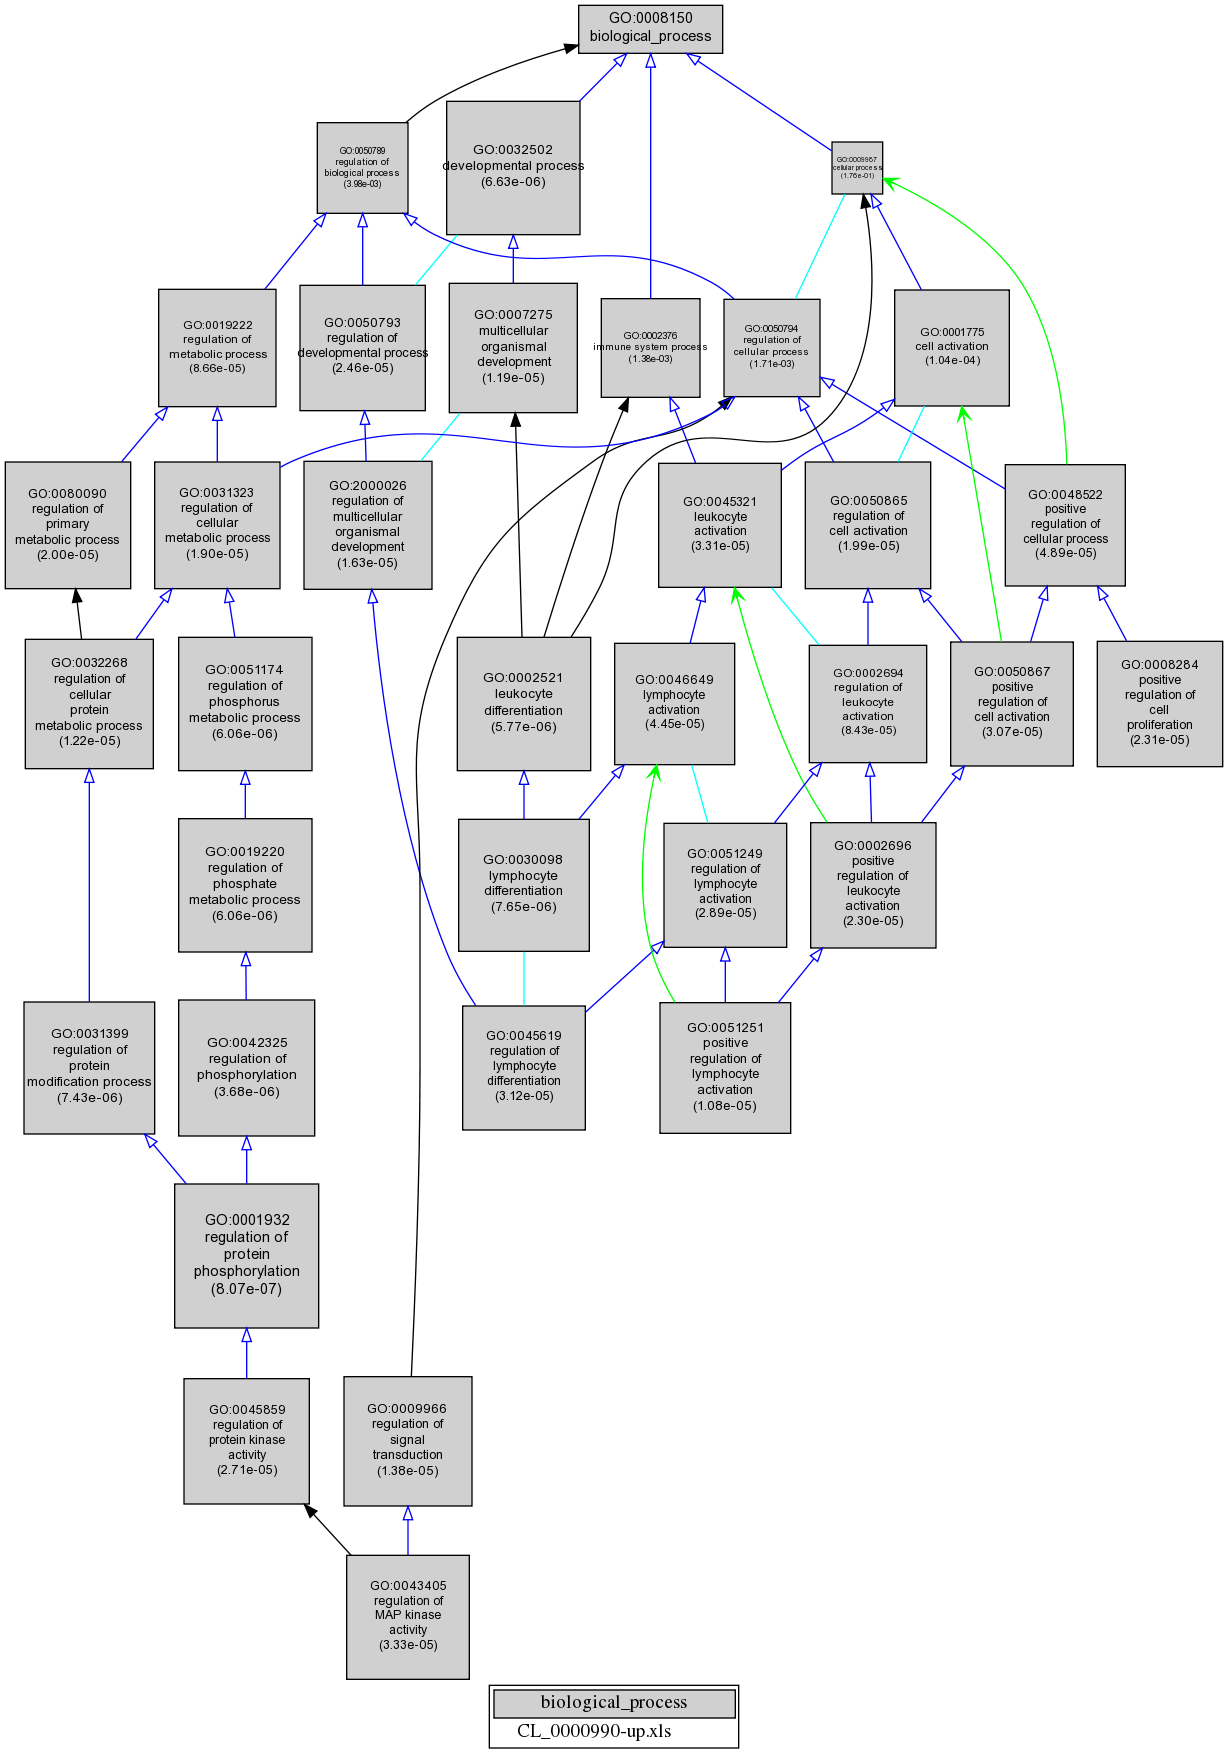 GO:0008150
biological_process
GO:0050789
regulation of
biological process
(3.98e-03)
GO:0032502
developmental process
(6.63e-06)
GO:0009987
cellular process
(1.76e-01)
GO:0019222
regulation of
metabolic process
(8.66e-05)
GO:0050793
regulation of
developmental process
(2.46e-05)
GO:0007275
multicellular
organismal
development
(1.19e-05)
GO:0002376
immune system process
(1.38e-03)
GO:0050794
regulation of
cellular process
(1.71e-03)
GO:0001775
cell activation
(1.04e-04)
GO:0080090
regulation of
primary
metabolic process
(2.00e-05)
GO:0031323
regulation of
cellular
metabolic process
(1.90e-05)
GO:2000026
regulation of
multicellular
organismal
development
(1.63e-05)
GO:0045321
leukocyte
activation
(3.31e-05)
GO:0050865
regulation of
cell activation
(1.99e-05)
GO:0048522
positive
regulation of
cellular process
(4.89e-05)
GO:0032268
regulation of
cellular
protein
metabolic process
(1.22e-05)
GO:0051174
regulation of
phosphorus
metabolic process
(6.06e-06)
GO:0002521
leukocyte
differentiation
(5.77e-06)
GO:0046649
lymphocyte
activation
(4.45e-05)
GO:0002694
regulation of
leukocyte
activation
(8.43e-05)
GO:0050867
positive
regulation of
cell activation
(3.07e-05)
GO:0008284
positive
regulation of
cell
proliferation
(2.31e-05)
GO:0019220
regulation of
phosphate
metabolic process
(6.06e-06)
GO:0030098
lymphocyte
differentiation
(7.65e-06)
GO:0051249
regulation of
lymphocyte
activation
(2.89e-05)
GO:0002696
positive
regulation of
leukocyte
activation
(2.30e-05)
GO:0031399
regulation of
protein
modification process
(7.43e-06)
GO:0042325
regulation of
phosphorylation
(3.68e-06)
GO:0045619
regulation of
lymphocyte
differentiation
(3.12e-05)
GO:0051251
positive
regulation of
lymphocyte
activation
(1.08e-05)
GO:0001932
regulation of
protein
phosphorylation
(8.07e-07)
GO:0045859
regulation of
protein kinase
activity
(2.71e-05)
GO:0009966
regulation of
signal
transduction
(1.38e-05)
GO:0043405
regulation of
MAP kinase
activity
(3.33e-05)
biological_process
CL_0000990-up.xls